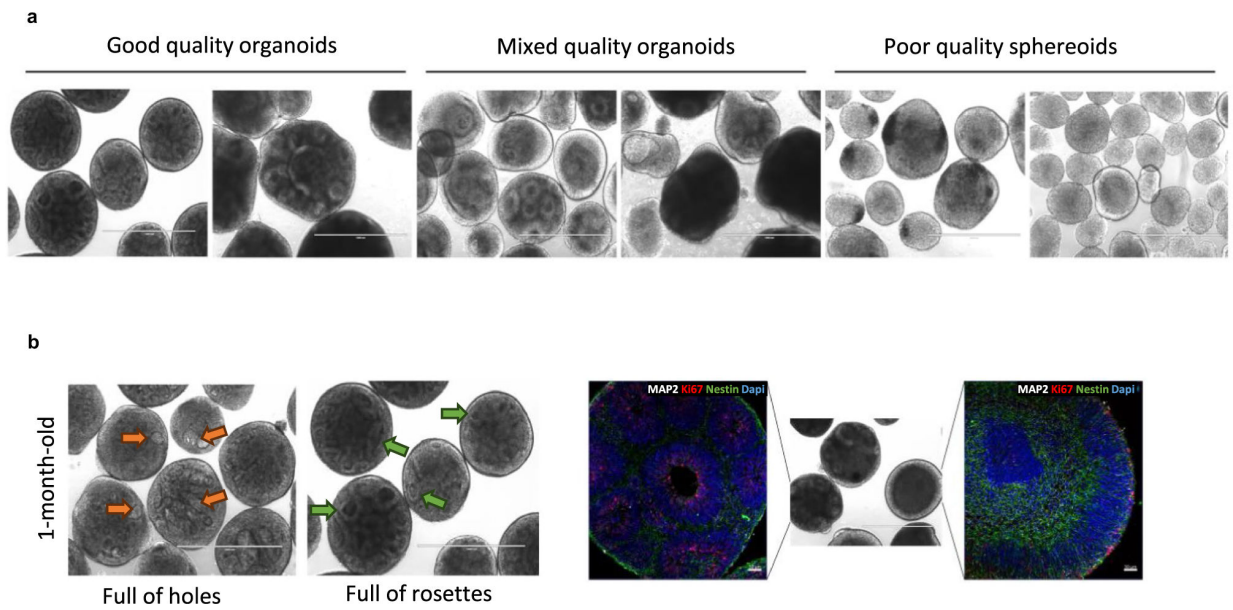 a
Good quality organoids
Mixed quality organoids
Poor quality sphereoids
b
1-month-old
Full of holes
Full of rosettes
MAP2 Ki67 Nestin Dapi
MAP2 Ki67 Nestin Dapi